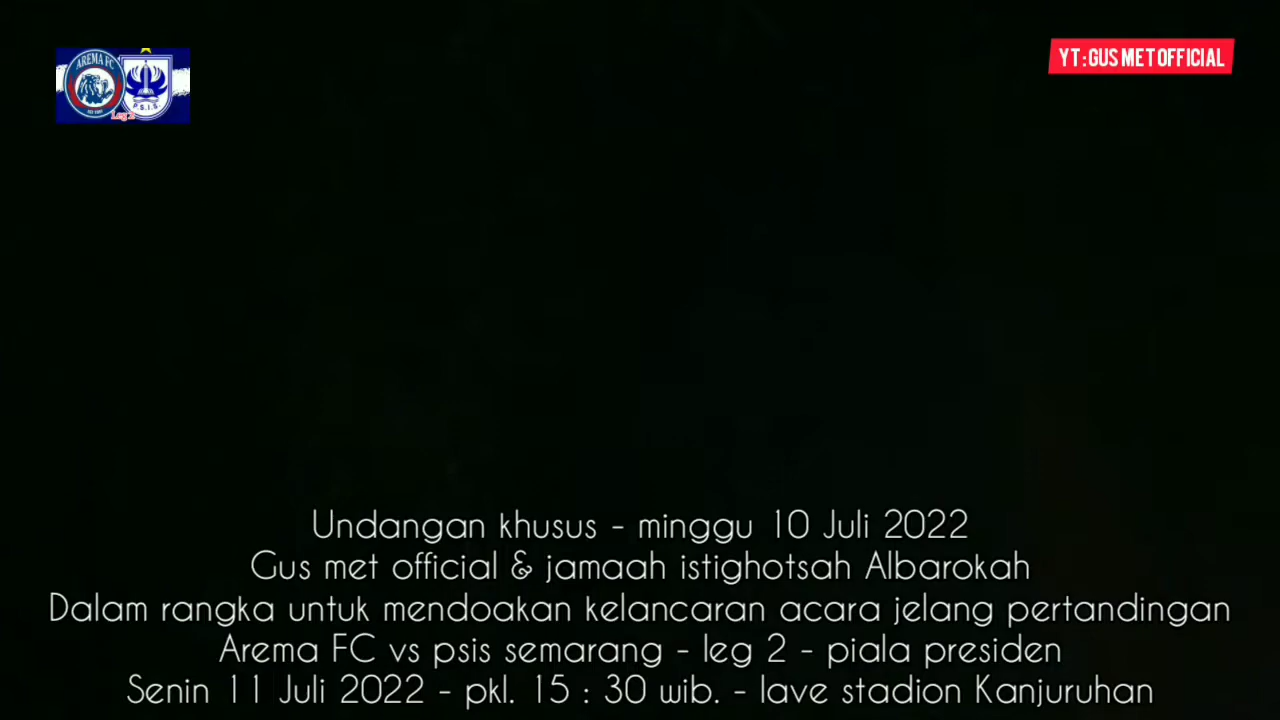 AREMA FC
P.S.I.S
Leg 2
YT : GUS MET OFFICIAL
Undangan khusus - minggu 10 Juli 2022
Gus met official & jamaah istighotsah Albarokah
Dalam rangka untuk mendoakan kelancaran acara jelang pertandingan
Arema FC vs psis semarang - leg 2 - piala presiden
Senin 11 Juli 2022 - pkl. 15 : 30 wib. - lave stadion Kanjuruhan